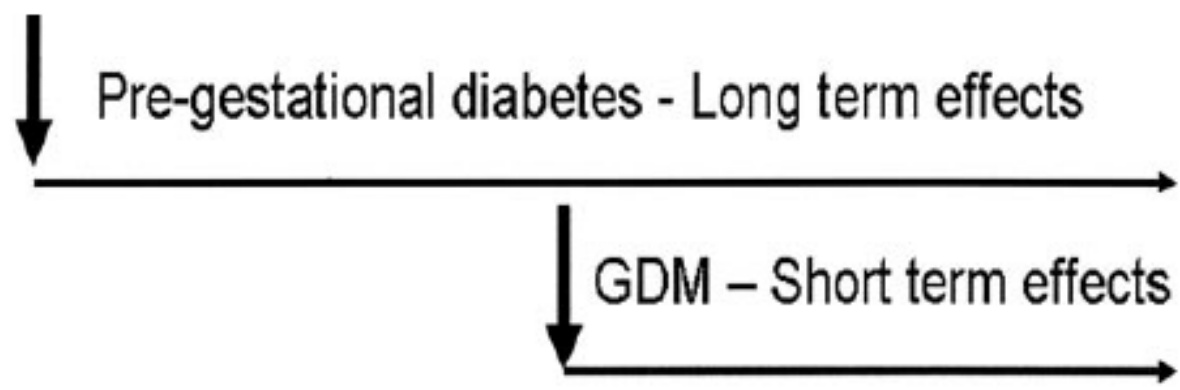 Pre-gestational diabetes - Long term effects
GDM – Short term effects